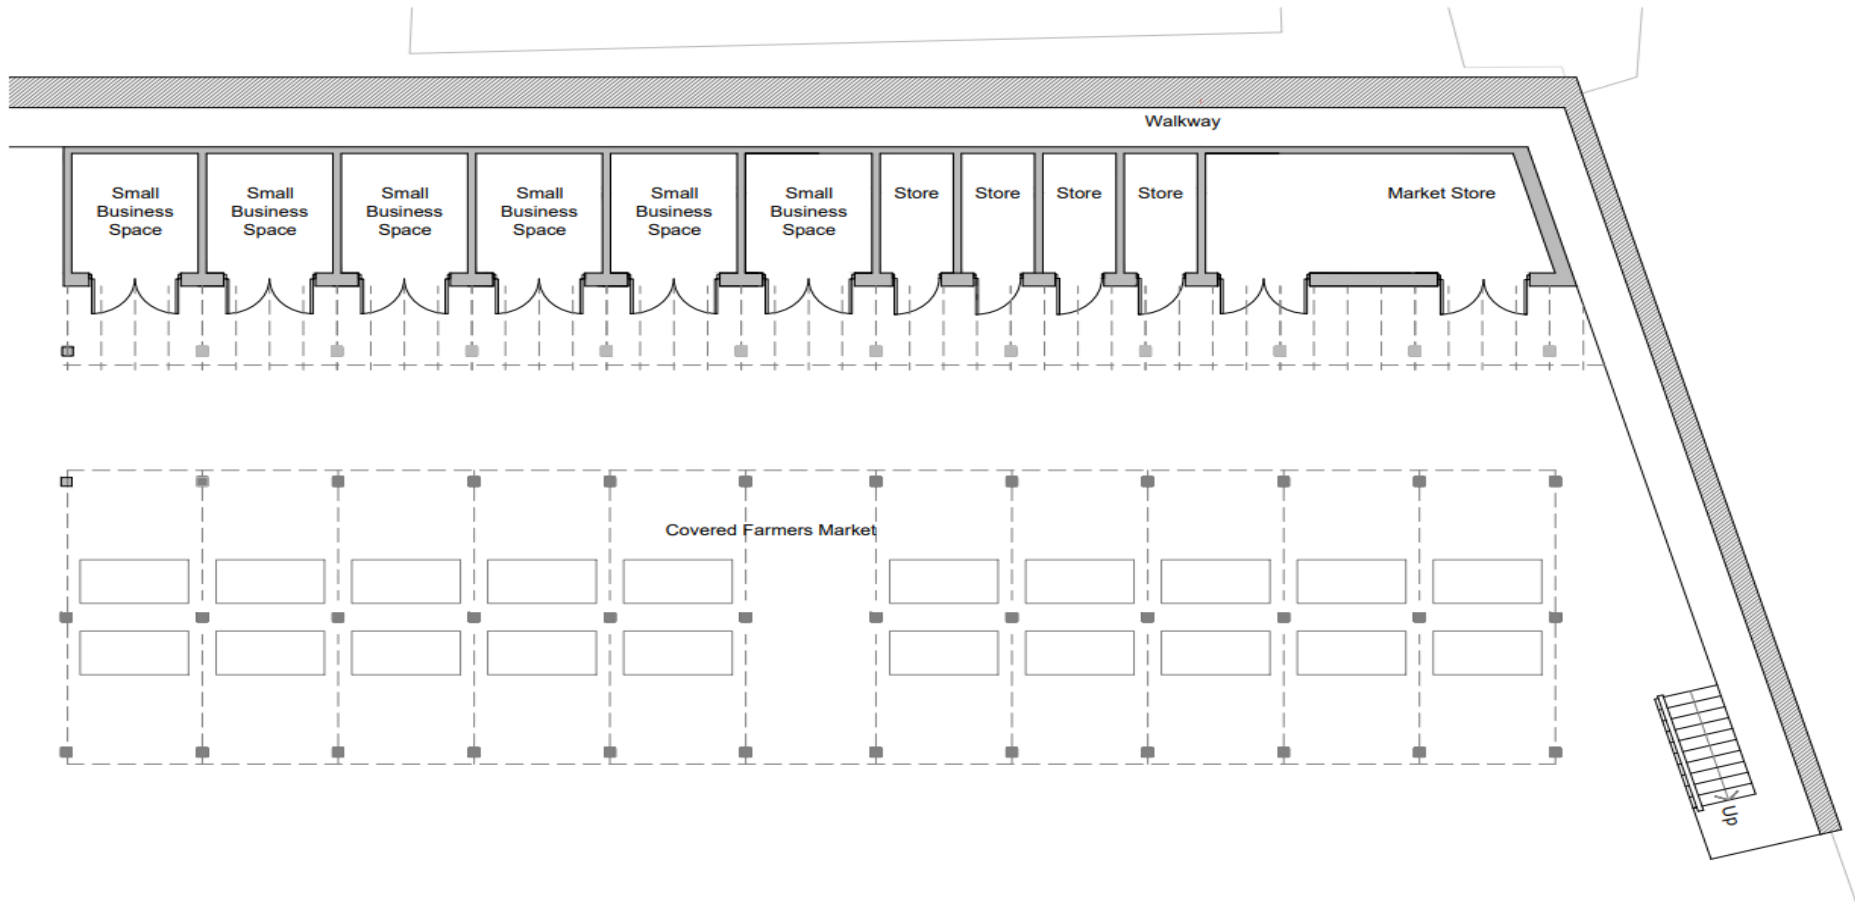 Walkway
Small
Business
Space
Small
Business
Space
Small
Business
Space
Small
Business
Space
Small
Business
Space
Small
Business
Space
Store
Store
Store
Store
Market Store
Covered Farmers Market
Up